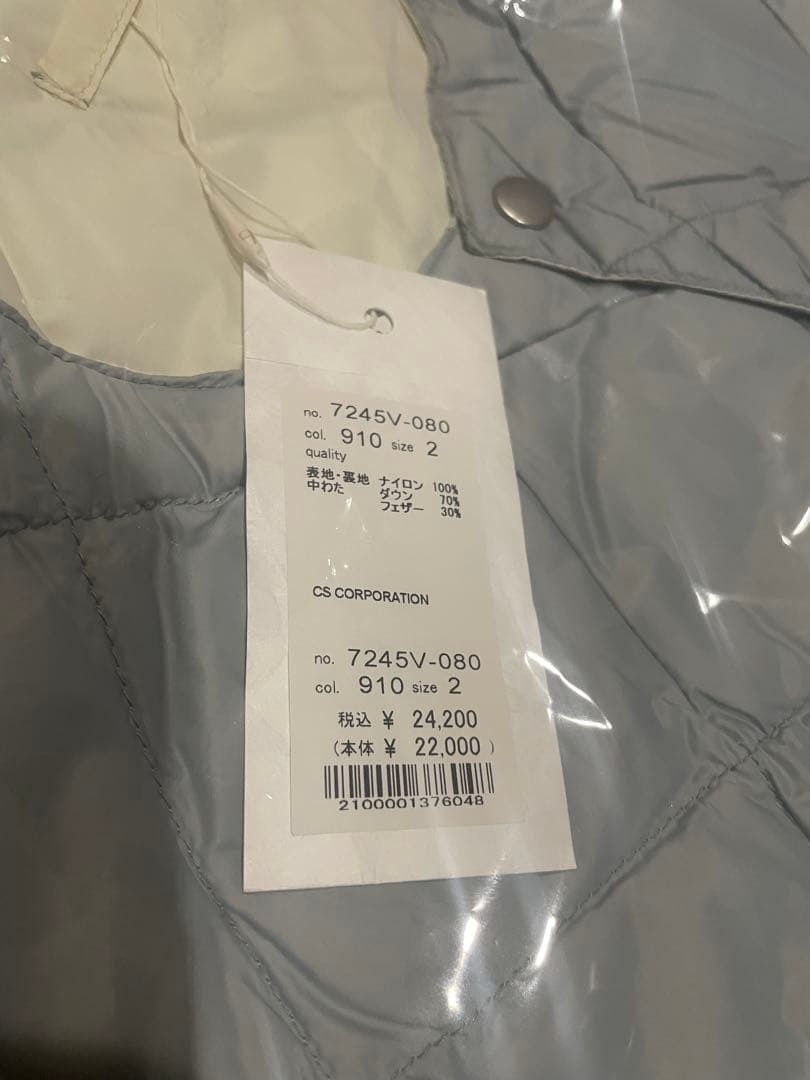 no. 7245V-080
col. 910 size 2
quality
表地・裏地 ナイロン 100%
中わた ダウン 70%
フェザー 30%
CS CORPORATION
no. 7245V-080
col. 910 size 2
税込 ¥ 24,200
(本体 ¥ 22,000)
2100001376048